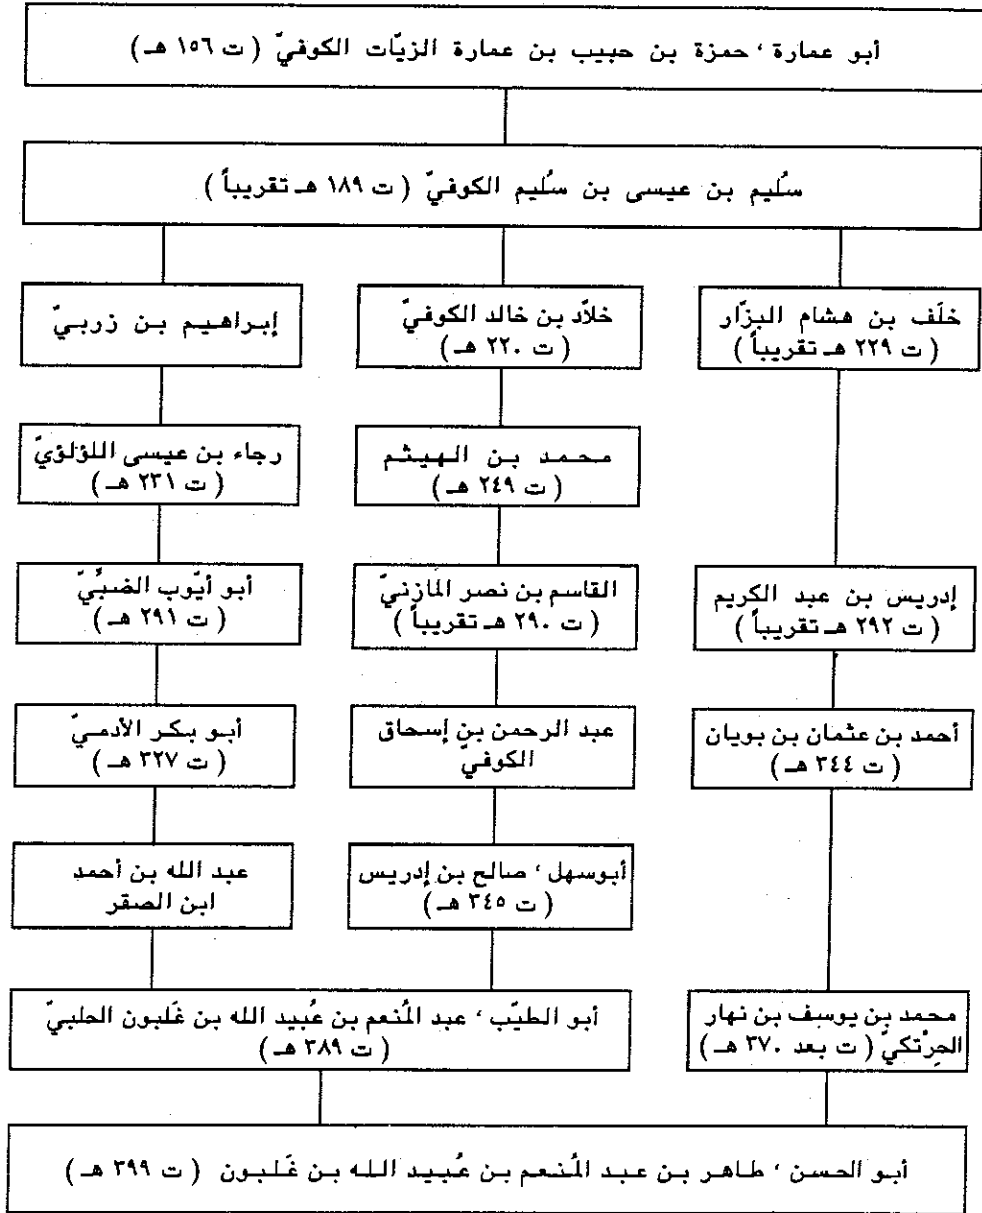 أبو عمارة ، حمزة بن حبيب بن عمارة الزيّات الكوفيّ ( ت ١٥٦ هـ )
سُليم بن عيسى بن سُليم الكوفيّ ( ت ١٨٩ هـ تقريباً )
خلَف بن هشام البزّار
( ت ٢٢٩ هـ تقريباً )
خلاّد بن خالد الكوفيّ
( ت ٢٢٠ هـ )
إبراهيم بن زربيّ
محمد بن الهيثم
( ت ٢٤٩ هـ )
رجاء بن عيسى اللؤلؤيّ
( ت ٢٣١ هـ )
إدريس بن عبد الكريم
( ت ٢٩٢ هـ تقريباً )
القاسم بن نصر المَازنيّ
( ت ٢٩٠ هـ تقريباً )
أبو أيّوب الضبِّيّ
( ت ٢٩١ هـ )
أحمد بن عثمان بن بويان
( ت ٣٤٤ هـ )
عبد الرحمن بن إسحاق
الكوفيّ
أبو بكر الأدميّ
( ت ٣٢٧ هـ )
أبوسهل ، صالح بن إدريس
( ت ٣٤٥ هـ )
عبد الله بن أحمد
ابن الصقر
محمد بن يوسف بن نهار
الحِرْتكيّ ( ت بعد ٣٧٠ هـ )
أبو الطيّب ، عبد المُنعم بن عُبيد الله بن غَلبون الحلبيّ
( ت ٣٨٩ هـ )
أبو الحسن ، طاهر بن عبد المُنعم بن عُبيد الله بن غَلبون ( ت ٣٩٩ هـ )